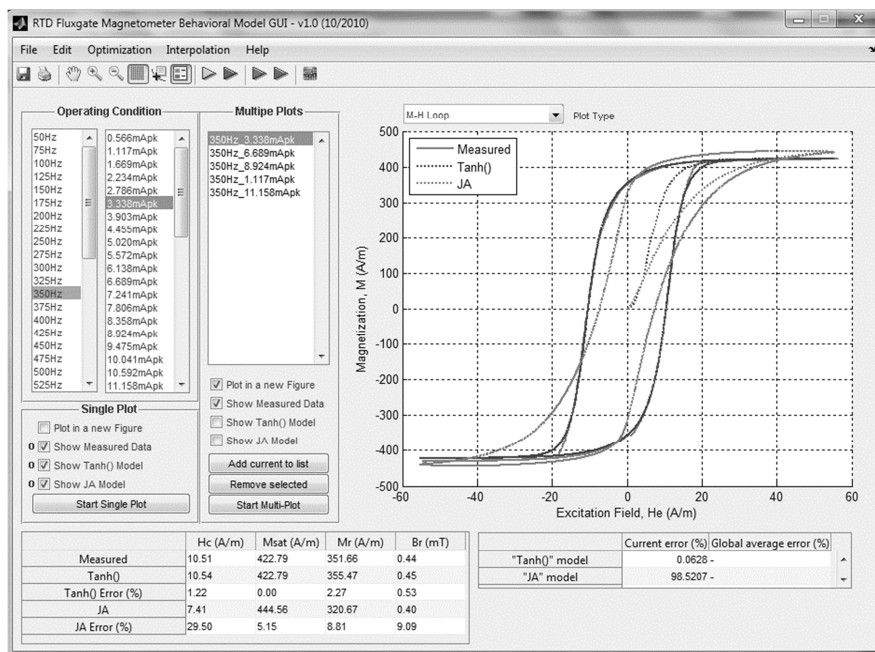 RTD Fluxgate Magnetometer Behavioral Model GUI - v1.0 (10/2010)
File Edit Optimization Interpolation Help
Operating Condition
50Hz
75Hz
100Hz
125Hz
150Hz
175Hz
200Hz
225Hz
250Hz
275Hz
300Hz
325Hz
350Hz
375Hz
400Hz
425Hz
450Hz
475Hz
500Hz
525Hz
0.566mApk
1.117mApk
1.669mApk
2.234mApk
2.786mApk
3.338mApk
3.903mApk
4.455mApk
5.020mApk
5.572mApk
6.138mApk
6.689mApk
7.241mApk
7.806mApk
8.358mApk
8.924mApk
9.475mApk
10.041mApk
10.592mApk
11.158mApk
Single Plot
Plot in a new Figure
0 Show Measured Data
0 Show Tanh() Model
0 Show JA Model
Start Single Plot
Multipe Plots
350Hz_3.338mApk
350Hz_6.689mApk
350Hz_8.924mApk
350Hz_1.117mApk
350Hz_11.158mApk
Plot in a new Figure
Show Measured Data
Show Tanh() Model
Show JA Model
Add current to list
Remove selected
Start Multi-Plot
M-H Loop Plot Type
Measured
Tanh()
JA
500
400
300
200
100
0
-100
-200
-300
-400
-500
Magnetization, M (A/m)
-60 -40 -20 0 20 40 60
Excitation Field, He (A/m)
Hc (A/m) Msat (A/m) Mr (A/m) Br (mT)
Measured 10.51 422.79 351.66 0.44
Tanh() 10.54 422.79 355.47 0.45
Tanh() Error (%) 1.22 0.00 2.27 0.53
JA 7.41 444.56 320.67 0.40
JA Error (%) 29.50 5.15 8.81 9.09
Current error (%) Global average error (%)
"Tanh()" model 0.0628 -
"JA" model 98.5207 -